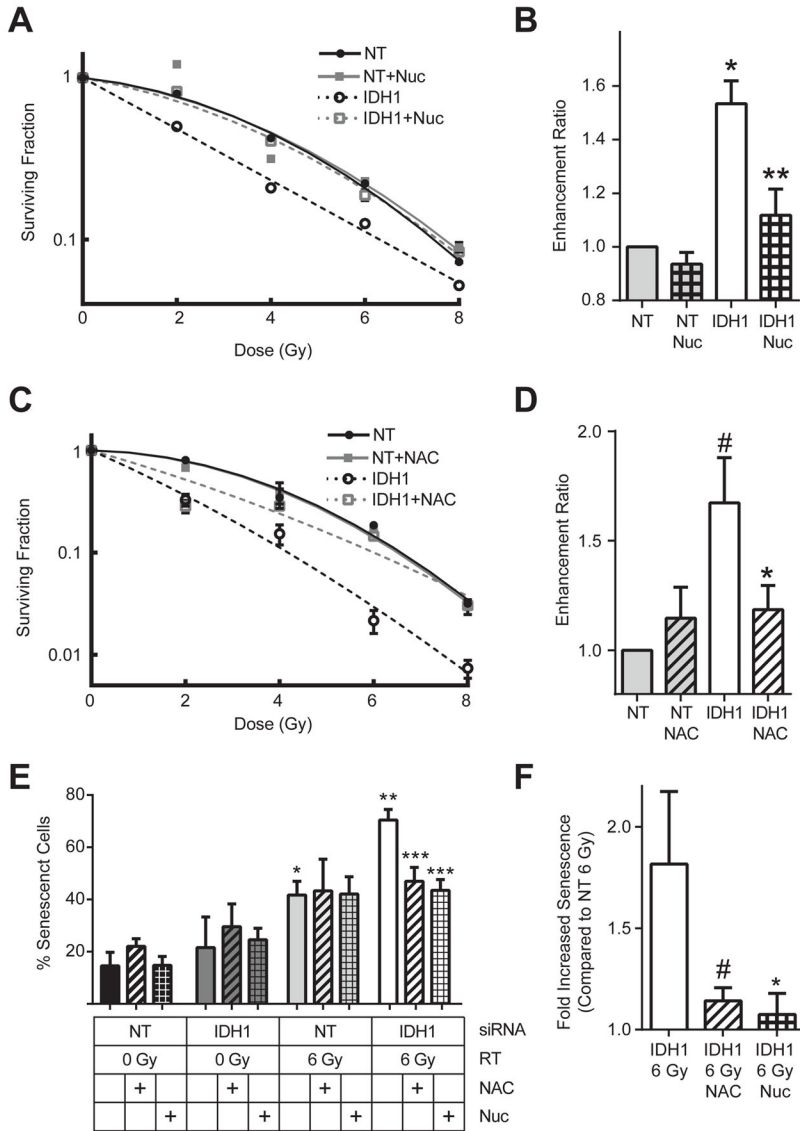 A
1
0.1
Surviving Fraction
0
2
4
6
8
Dose (Gy)
NT
NT+Nuc
IDH1
IDH1+Nuc
B
1.6
1.4
1.2
1.0
0.8
Enhancement Ratio
*
**
NT
NT
Nuc
IDH1
IDH1
Nuc
C
1
0.1
0.01
Surviving Fraction
0
2
4
6
8
Dose (Gy)
NT
NT+NAC
IDH1
IDH1+NAC
D
2.0
1.5
1.0
Enhancement Ratio
#
*
NT
NT
NAC
IDH1
IDH1
NAC
E
80
60
40
20
% Senescenct Cells
*
**
***
***
NT IDH1 NT IDH1 siRNA
0 Gy 0 Gy 6 Gy 6 Gy RT
+ + + + NAC
+ + + + Nuc
F
2.0
1.5
1.0
Fold Increased Senescence
(Compared to NT 6 Gy)
#
*
IDH1
6 Gy
IDH1
6 Gy
NAC
IDH1
6 Gy
Nuc